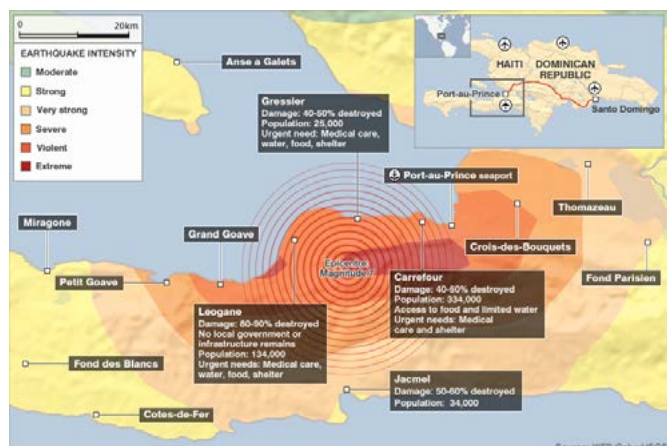 0 20km
EARTHQUAKE INTENSITY
Moderate
Strong
Very strong
Severe
Violent
Extreme
Anse a Galets
HAITI
DOMINICAN
REPUBLIC
Port-au-Prince
Santo Domingo
Gressier
Damage: 40-50% destroyed
Population: 25,000
Urgent need: Medical care,
water, food, shelter
Port-au-Prince seaport
Thomazeau
Miragone
Grand Goave
Crois-des-Bouquets
Epicentre
Magnitude 7
Petit Goave
Fond Parisien
Carrefour
Damage: 40-50% destroyed
Population: 334,000
Access to food and limited water
Urgent needs: Medical
care and shelter
Leogane
Damage: 80-90% destroyed
No local government or
infrastructure remains
Population: 134,000
Urgent needs: Medical care,
water, food, shelter
Fond des Blancs
Jacmel
Damage: 50-60% destroyed
Population: 34,000
Cotes-de-Fer